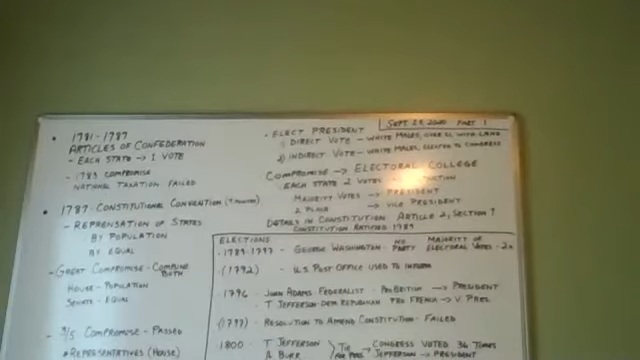 SEPT. 23, 2020 PART 1
• 1781-1787
ARTICLES OF CONFEDERATION
- EACH STATE → 1 VOTE
- 1783 COMPROMISE
NATIONAL TAXATION FAILED
• 1787- CONSTITUTIONAL CONVENTION
- REPRENSATION OF STATES
BY POPULATION
BY EQUAL
- GREAT COMPROMISE - COMBINE BOTH
HOUSE - POPULATION
SENATE - EQUAL
- 3/5 COMPROMISE - PASSED
#REPRESENTATIVES (HOUSE)
- ELECT PRESIDENT
1) DIRECT VOTE - WHITE MALES, OVER 21, WITH LAND
2) INDIRECT VOTE - WHITE MALES, ELECTED TO CONGRESS
COMPROMISE → ELECTORAL COLLEGE
EACH STATE 2 VOTES
MAJORITY VOTES → PRESIDENT
2. PLACE → VICE PRESIDENT
DETAILS IN CONSTITUTION ARTICLE 2, SECTION 1
CONSTITUTION RATIFIED 1789
ELECTIONS
- 1789-1797 - GEORGE WASHINGTON - NO PARTY MAJORITY OF ELECTORAL VOTES - 2x
(1792) - U.S. POST OFFICE USED TO INFORM
1796 - JOHN ADAMS - FEDERALIST - PRO BRITISH → PRESIDENT
- T JEFFERSON - DEM. REPUBLICAN PRO FRENCH → V. PRES.
(1797) - RESOLUTION TO AMEND CONSTITUTION - FAILED
1800 - T JEFFERSON
A BURR
TIE
CONGRESS VOTED 36 TIMES
JEFFERSON → PRESIDENT